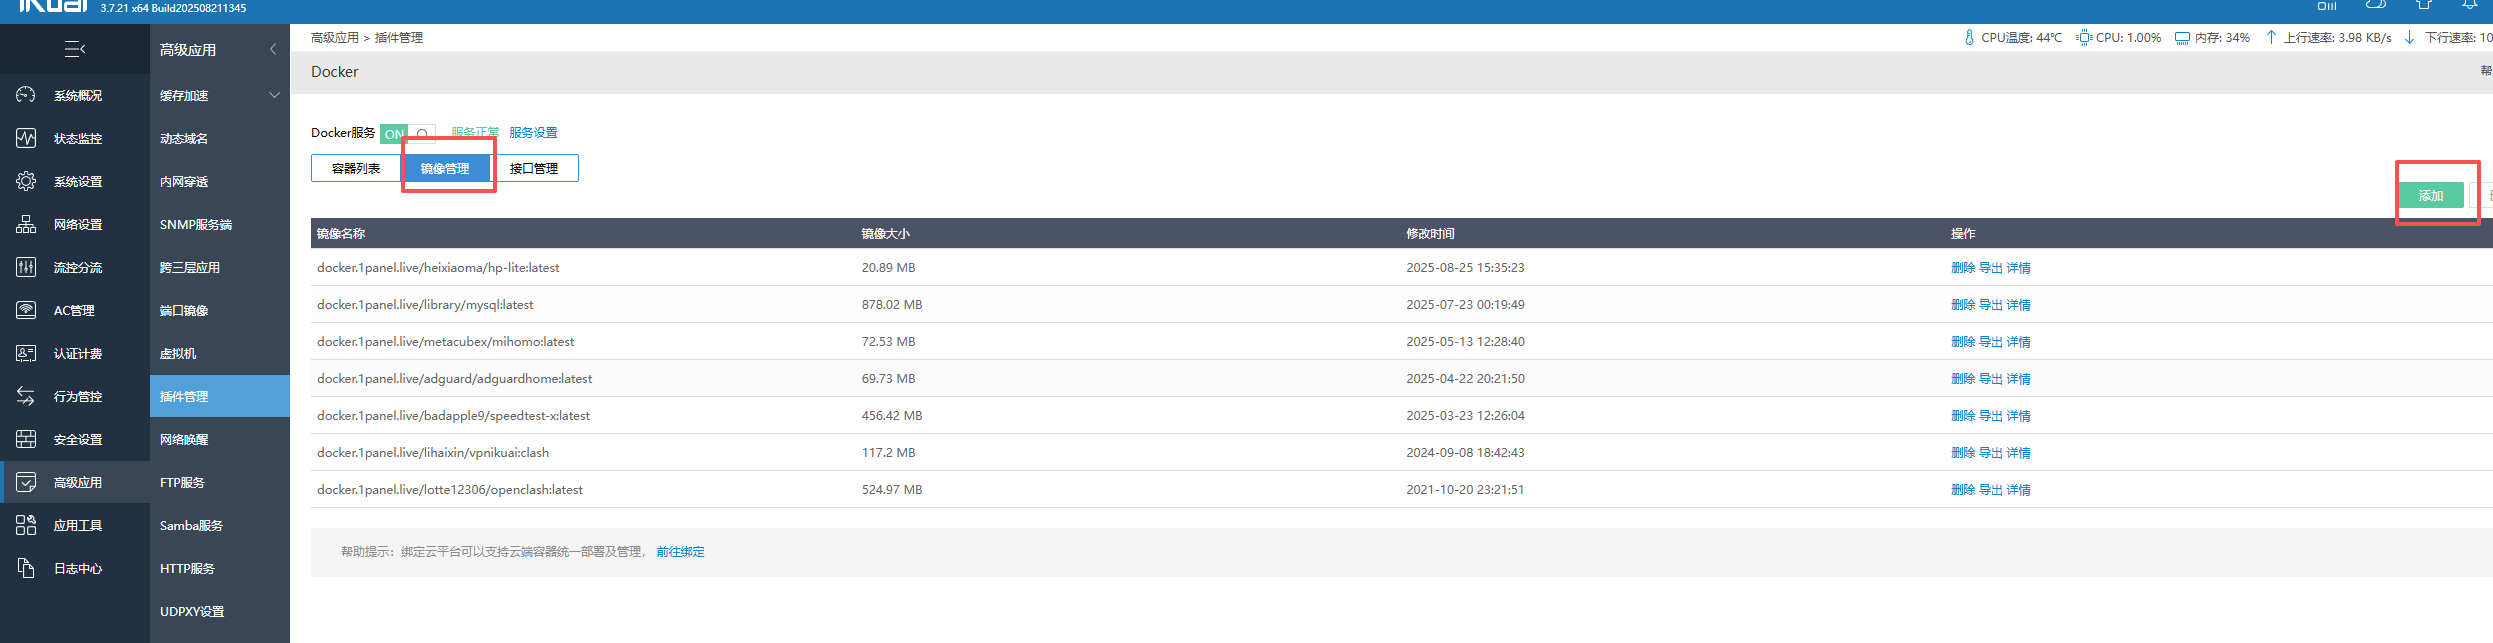 iKuai 3.7.21 x64 Build202508211345
高级应用
系统概况
状态监控
系统设置
网络设置
流控分流
AC管理
认证计费
行为管控
安全设置
高级应用
应用工具
日志中心
缓存加速
动态域名
内网穿透
SNMP服务端
跨三层应用
端口镜像
虚拟机
插件管理
网络唤醒
FTP服务
Samba服务
HTTP服务
UDPXY设置
高级应用 > 插件管理
CPU温度: 44℃ CPU: 1.00% 内存: 34% 上行速率: 3.98 KB/s 下行速率: 10
Docker
帮
Docker服务 ON 服务正常 服务设置
容器列表 镜像管理 接口管理
添加
镜像名称 镜像大小 修改时间 操作
docker.1panel.live/heixiaoma/hp-lite:latest 20.89 MB 2025-08-25 15:35:23 删除 导出 详情
docker.1panel.live/library/mysql:latest 878.02 MB 2025-07-23 00:19:49 删除 导出 详情
docker.1panel.live/metacubex/mihomo:latest 72.53 MB 2025-05-13 12:28:40 删除 导出 详情
docker.1panel.live/adguard/adguardhome:latest 69.73 MB 2025-04-22 20:21:50 删除 导出 详情
docker.1panel.live/badapple9/speedtest-x:latest 456.42 MB 2025-03-23 12:26:04 删除 导出 详情
docker.1panel.live/lihaixin/vpnikuai:clash 117.2 MB 2024-09-08 18:42:43 删除 导出 详情
docker.1panel.live/lotte12306/openclash:latest 524.97 MB 2021-10-20 23:21:51 删除 导出 详情
帮助提示: 绑定云平台可以支持云端容器统一部署及管理, 前往绑定